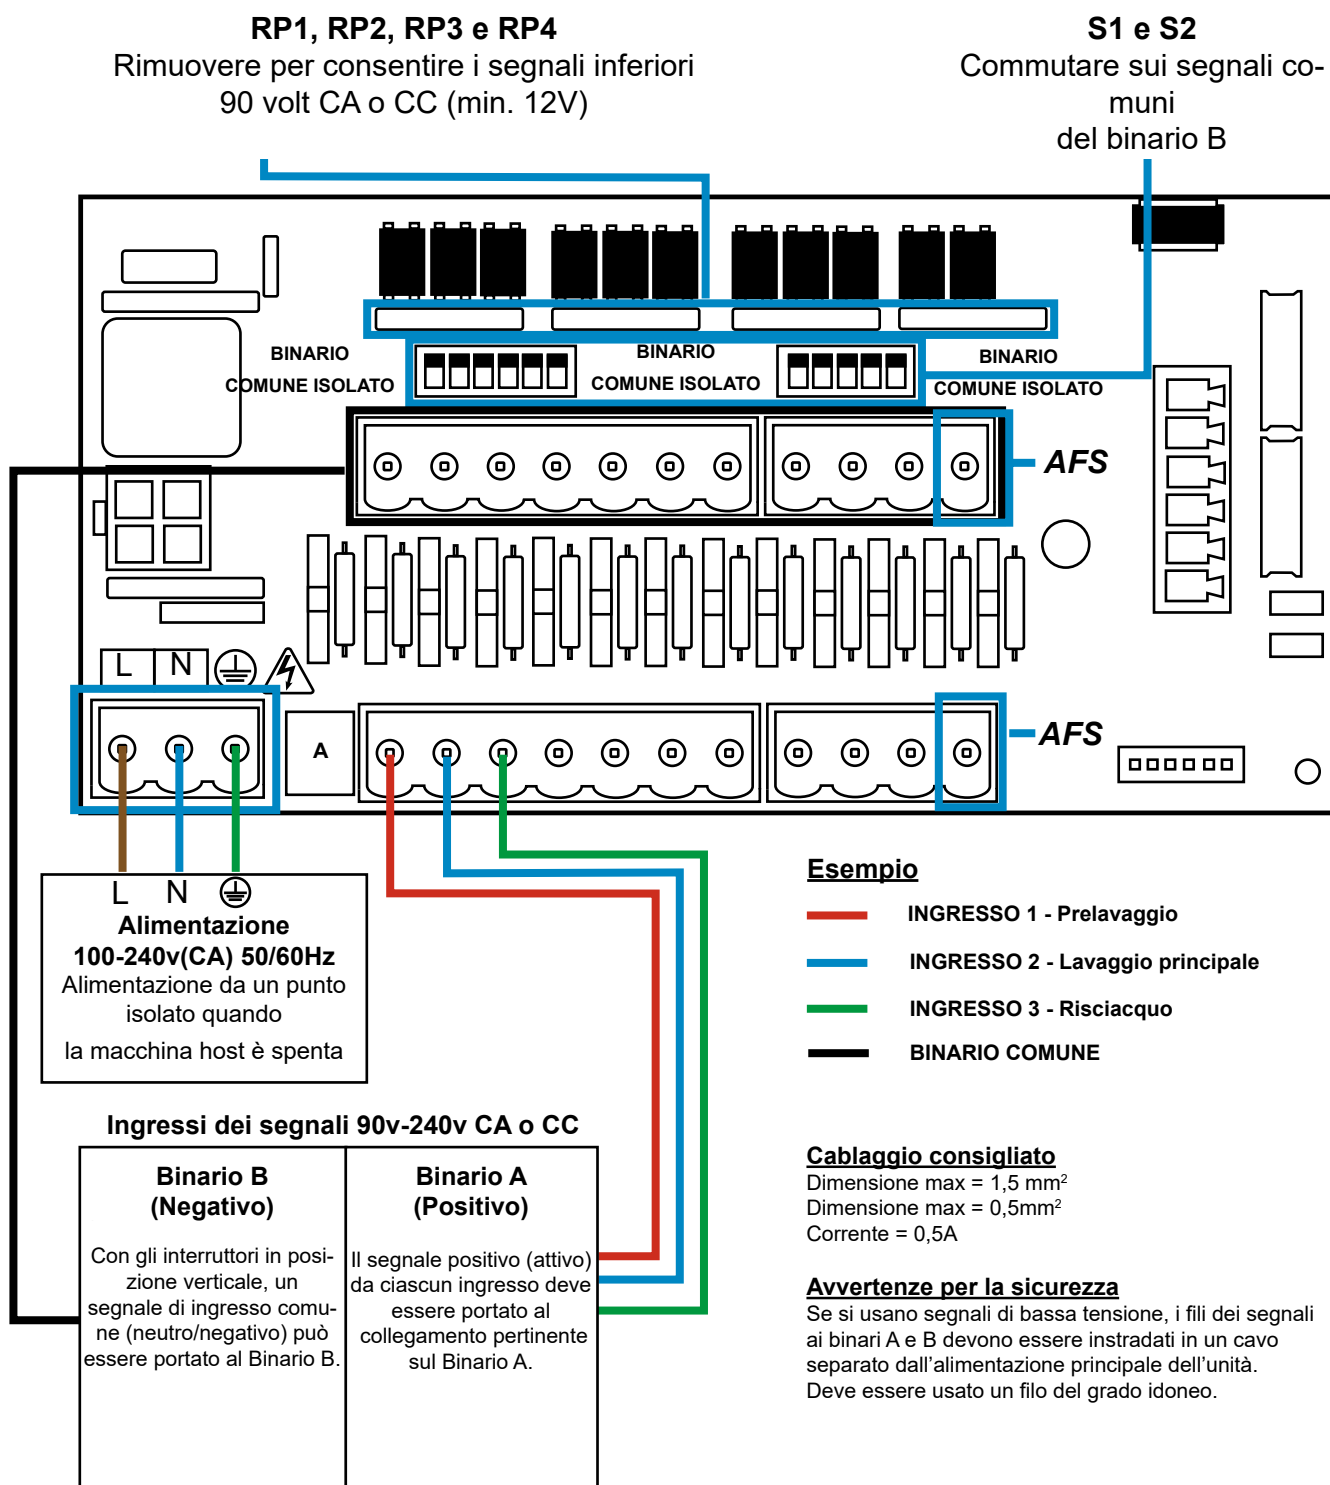 RP1, RP2, RP3 e RP4
Rimuovere per consentire i segnali inferiori
90 volt CA o CC (min. 12V)
S1 e S2
Commutare sui segnali co-
muni
del binario B
BINARIO
COMUNE ISOLATO
BINARIO
COMUNE ISOLATO
BINARIO
COMUNE ISOLATO
AFS
L N
A
AFS
L N
Alimentazione
100-240v(CA) 50/60Hz
Alimentazione da un punto
isolato quando
la macchina host è spenta
Esempio
INGRESSO 1 - Prelavaggio
INGRESSO 2 - Lavaggio principale
INGRESSO 3 - Risciacquo
BINARIO COMUNE
Ingressi dei segnali 90v-240v CA o CC
Binario B
(Negativo)
Con gli interruttori in posi-
zione verticale, un
segnale di ingresso comu-
ne (neutro/negativo) può
essere portato al Binario B.
Binario A
(Positivo)
Il segnale positivo (attivo)
da ciascun ingresso deve
essere portato al
collegamento pertinente
sul Binario A.
Cablaggio consigliato
Dimensione max = 1,5 mm²
Dimensione max = 0,5mm²
Corrente = 0,5A
Avvertenze per la sicurezza
Se si usano segnali di bassa tensione, i fili dei segnali
ai binari A e B devono essere instradati in un cavo
separato dall'alimentazione principale dell'unità.
Deve essere usato un filo del grado idoneo.